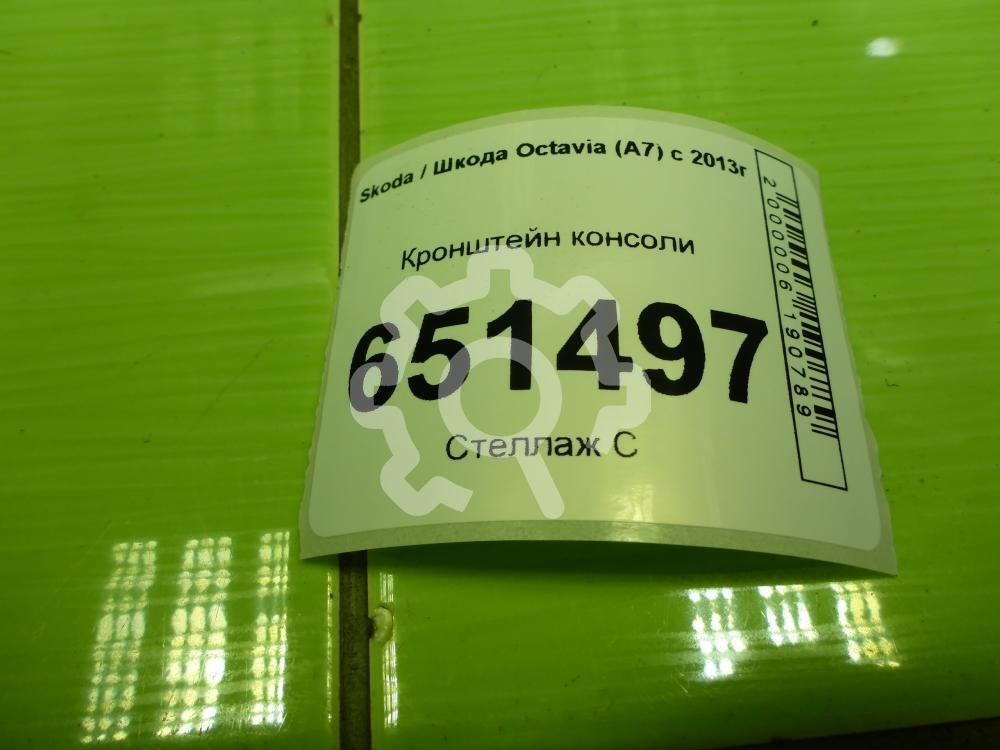 Skoda / Шкода Octavia (A7) с 2013г
Кронштейн консоли
651497
Стеллаж С
2000006190789